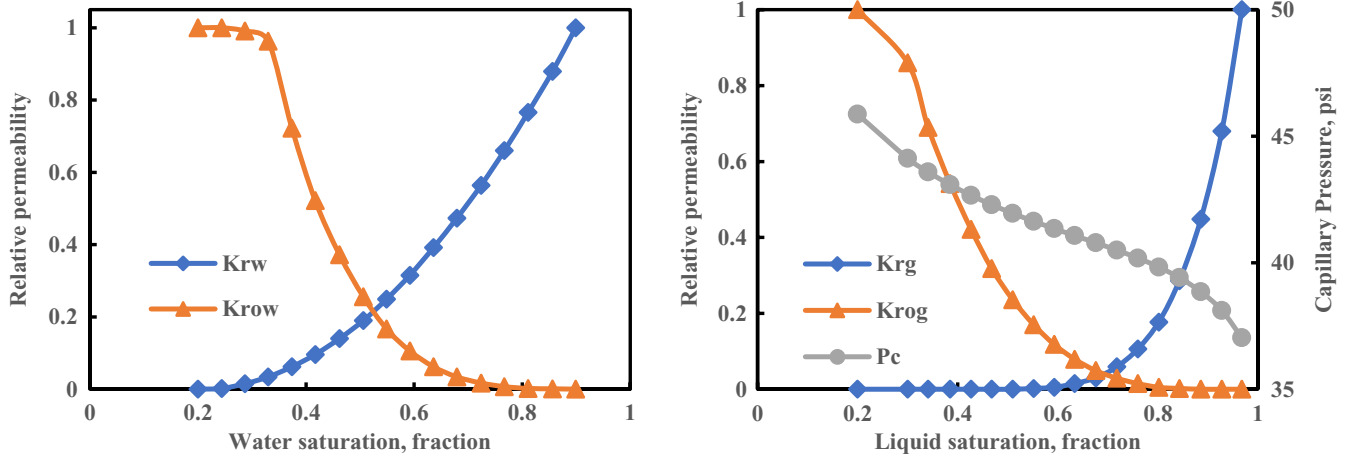 Relative permeability
1
0.8
0.6
0.4
0.2
0
0
0.2
0.4
0.6
0.8
1
Water saturation, fraction
Krw
Krow
Relative permeability
1
0.8
0.6
0.4
0.2
0
0
0.2
0.4
0.6
0.8
1
Liquid saturation, fraction
Krg
Krog
Pc
50
45
40
35
Capillary Pressure, psi